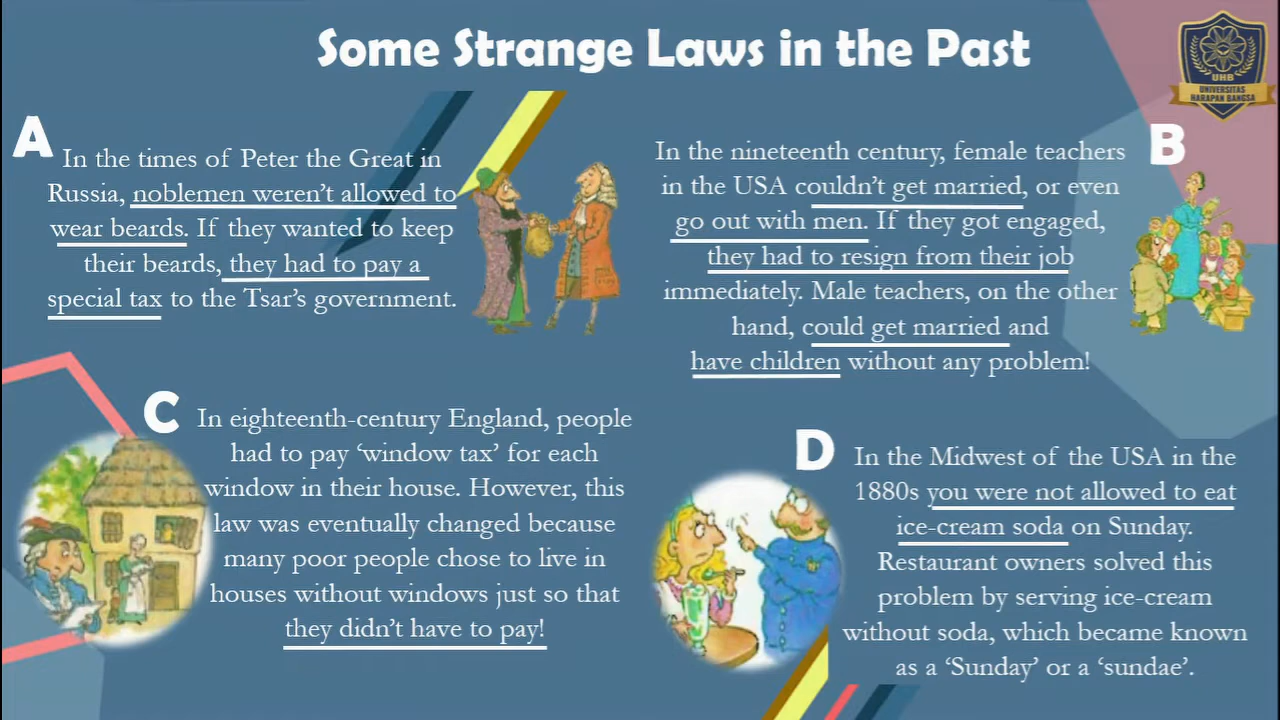 Some Strange Laws in the Past
UHB
UNIVERSITAS
HARAPAN BANGSA
A
In the times of Peter the Great in
Russia, noblemen weren’t allowed to
wear beards. If they wanted to keep
their beards, they had to pay a
special tax to the Tsar’s government.
B
In the nineteenth century, female teachers
in the USA couldn’t get married, or even
go out with men. If they got engaged,
they had to resign from their job
immediately. Male teachers, on the other
hand, could get married and
have children without any problem!
C
In eighteenth-century England, people
had to pay ‘window tax’ for each
window in their house. However, this
law was eventually changed because
many poor people chose to live in
houses without windows just so that
they didn’t have to pay!
D
In the Midwest of the USA in the
1880s you were not allowed to eat
ice-cream soda on Sunday.
Restaurant owners solved this
problem by serving ice-cream
without soda, which became known
as a ‘Sunday’ or a ‘sundae’.